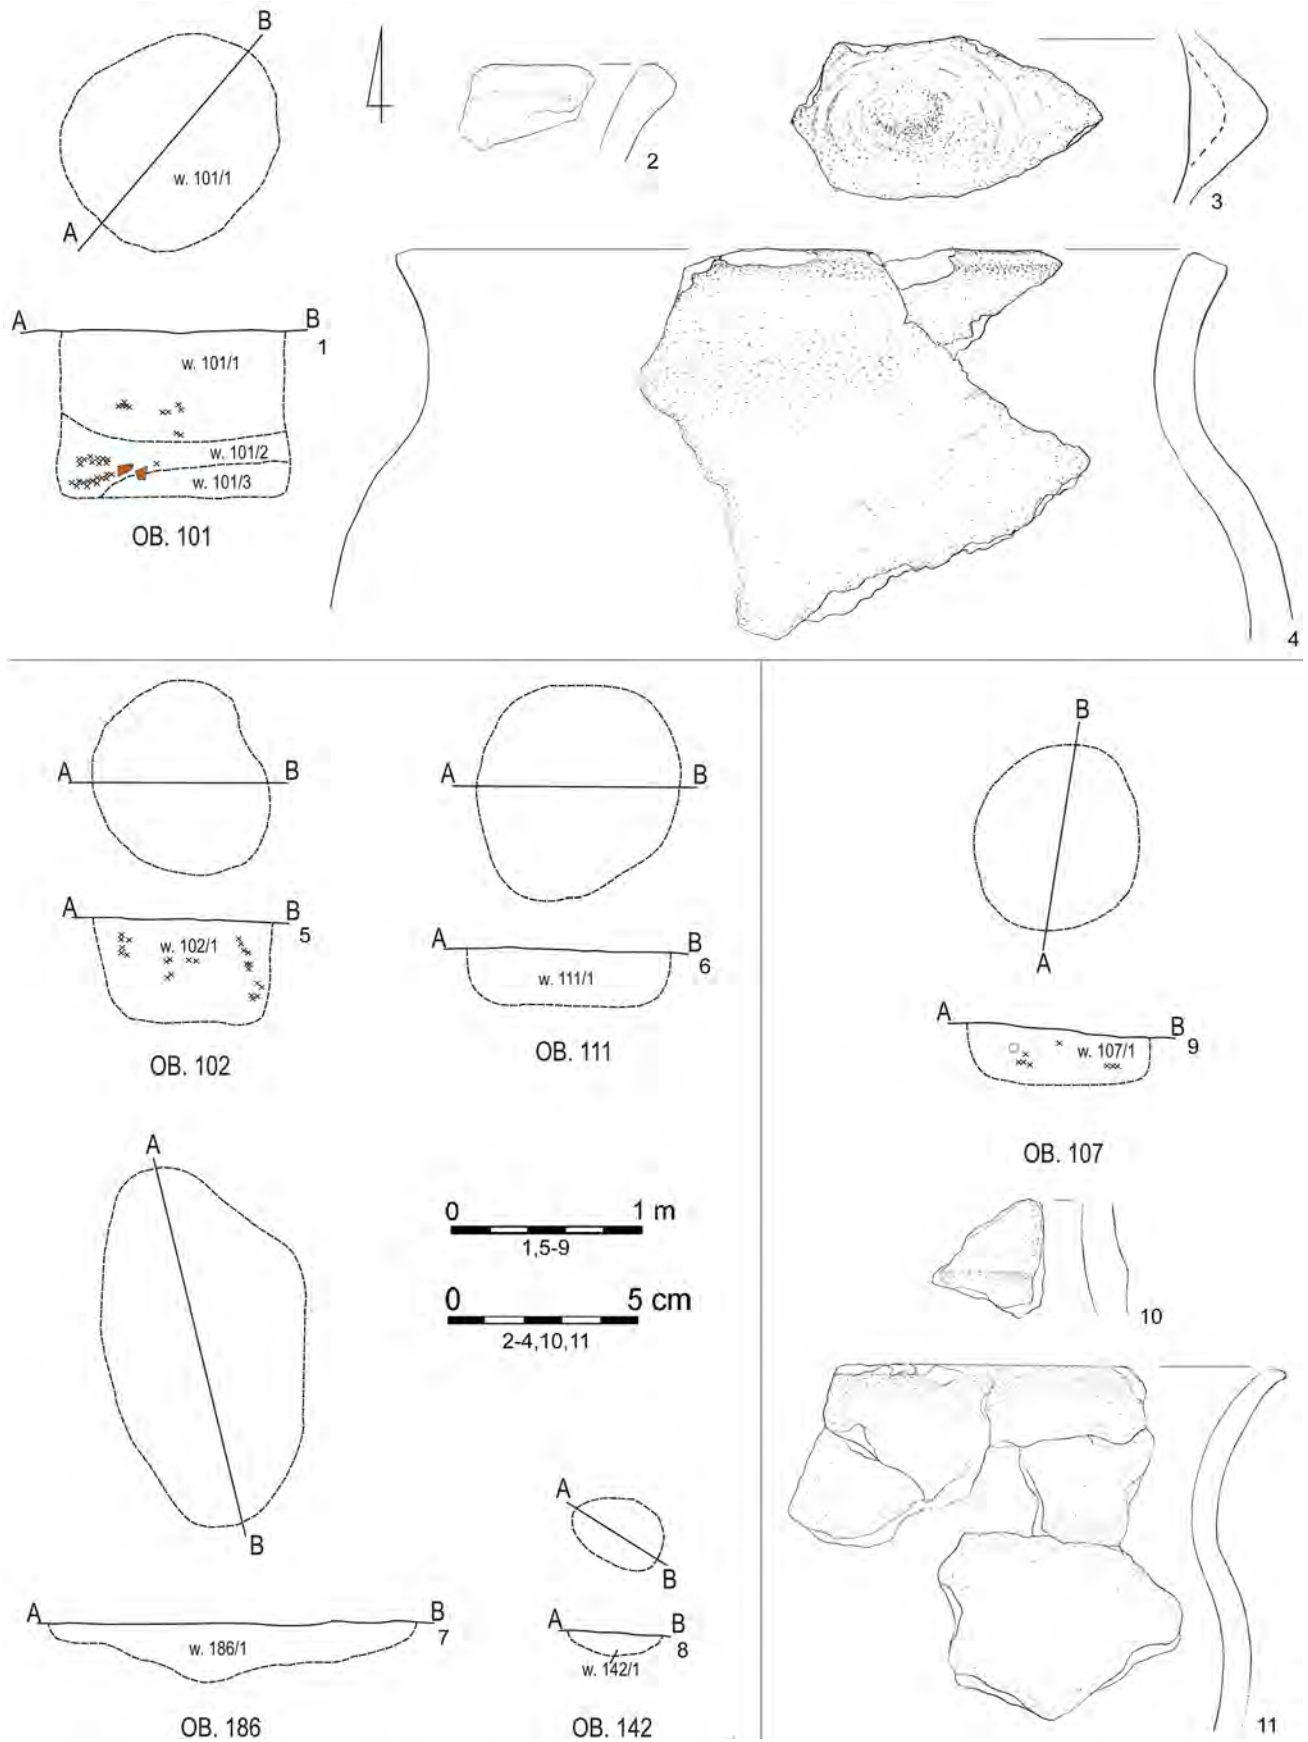 B
w. 101/1
A
2
3
A B
1
w. 101/1
w. 101/2
w. 101/3
OB. 101
4
A B
A B
5
w. 102/1
OB. 102
A B
6
w. 111/1
OB. 111
B
A
A B
9
w. 107/1
OB. 107
A
B
0 1 m
1,5-9
0 5 cm
2-4,10,11
10
A
B
A B
7
w. 186/1
OB. 186
A B
8
w. 142/1
OB. 142
11